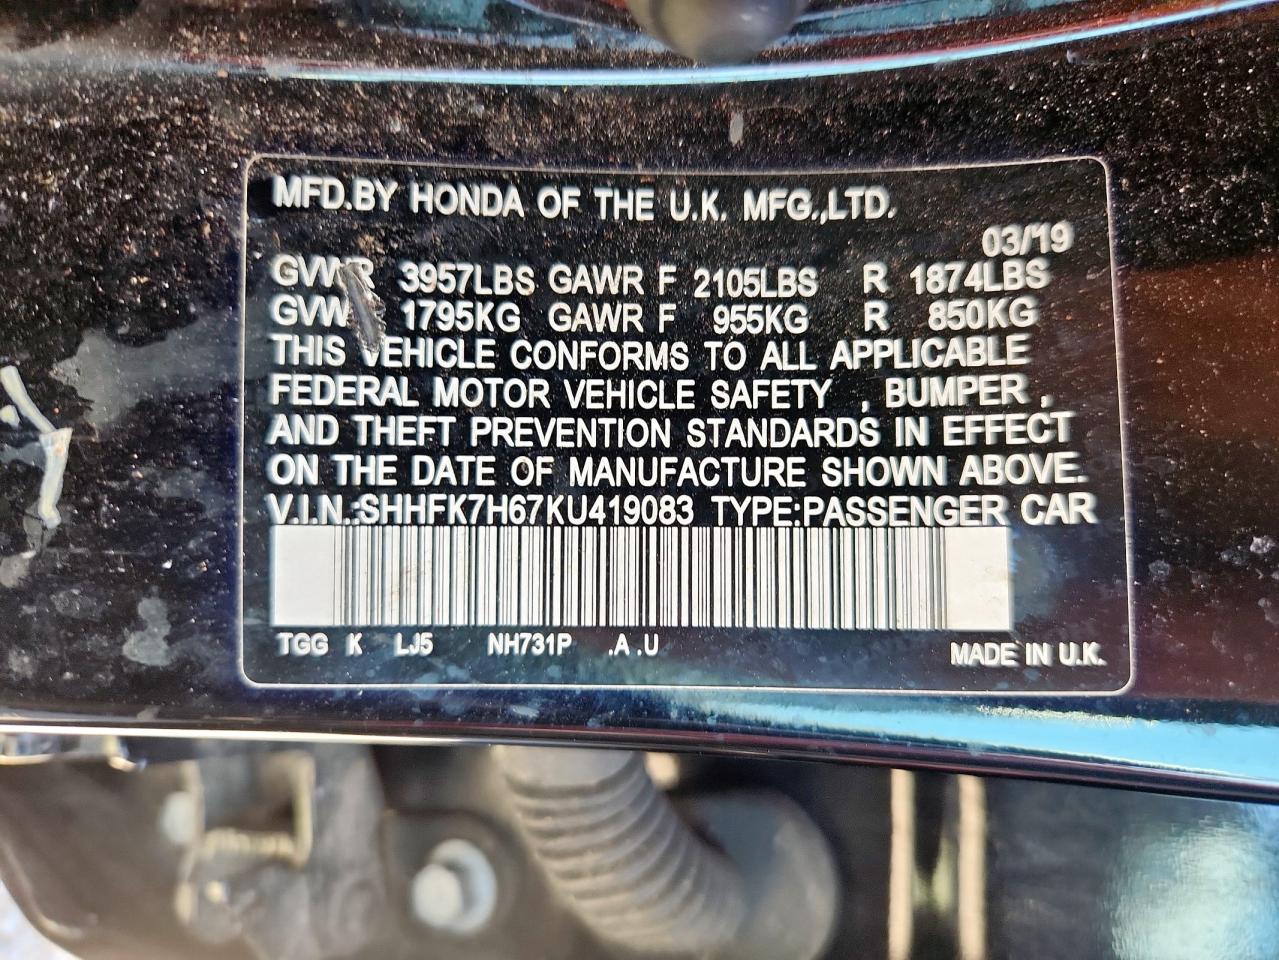 MFD.BY HONDA OF THE U.K. MFG.,LTD.
03/'19
GVWR 3957LBS GAWR F 2105LBS R 1874LBS
GVW 1795KG GAWR F 955KG R 850KG
THIS VEHICLE CONFORMS TO ALL APPLICABLE
FEDERAL MOTOR VEHICLE SAFETY , BUMPER ,
AND THEFT PREVENTION STANDARDS IN EFFECT
ON THE DATE OF MANUFACTURE SHOWN ABOVE.
V.I.N.:SHHFK7H67KU419083 TYPE:PASSENGER CAR
TGG K LJ5 NH731P .A .U MADE IN U.K.